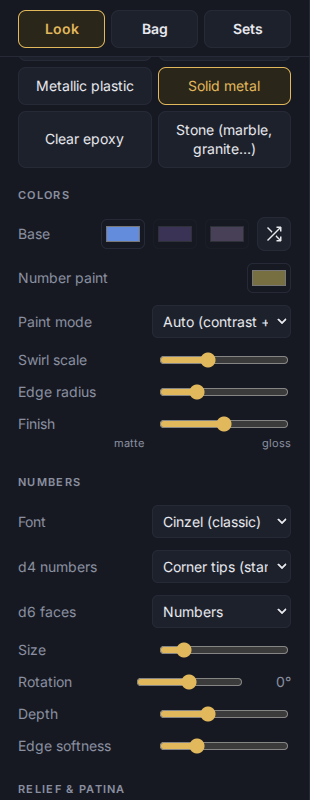 Look
Bag
Sets
Metallic plastic
Solid metal
Clear epoxy
Stone (marble,
granite...)
COLORS
Base
Number paint
Paint mode
Auto (contrast +
Swirl scale
Edge radius
Finish
matte
gloss
NUMBERS
Font
Cinzel (classic)
d4 numbers
Corner tips (star
d6 faces
Numbers
Size
Rotation
0°
Depth
Edge softness
RELIEF & PATINA